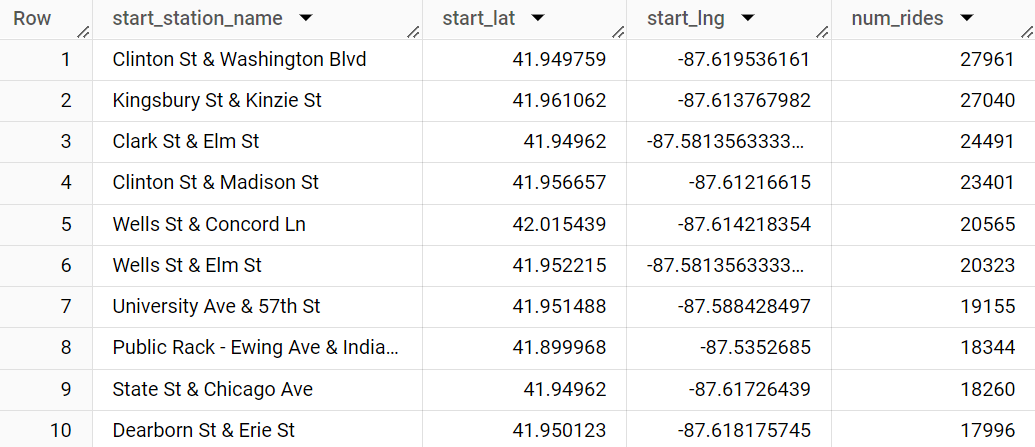 Row start_station_name start_lat start_lng num_rides
1 Clinton St & Washington Blvd 41.949759 -87.619536161 27961
2 Kingsbury St & Kinzie St 41.961062 -87.613767982 27040
3 Clark St & Elm St 41.94962 -87.5813563333... 24491
4 Clinton St & Madison St 41.956657 -87.61216615 23401
5 Wells St & Concord Ln 42.015439 -87.614218354 20565
6 Wells St & Elm St 41.952215 -87.5813563333... 20323
7 University Ave & 57th St 41.951488 -87.588428497 19155
8 Public Rack - Ewing Ave & India... 41.899968 -87.5352685 18344
9 State St & Chicago Ave 41.94962 -87.61726439 18260
10 Dearborn St & Erie St 41.950123 -87.618175745 17996